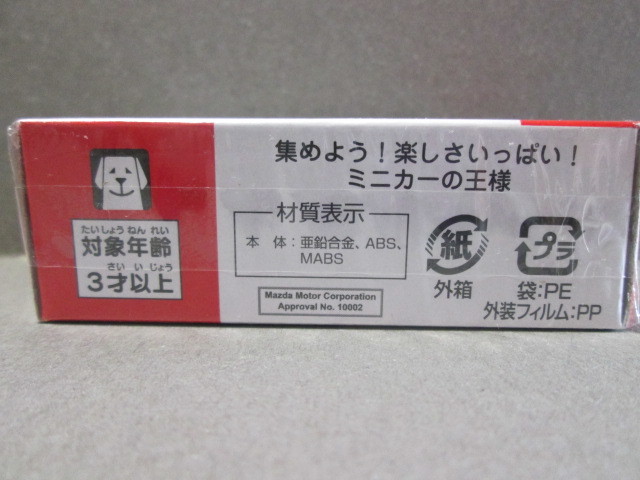 集めよう！楽しさいっぱい！
ミニカーの王様
たいしょうねんれい
対象年齢
さい いじょう
3才以上
材質表示
本 体：亜鉛合金、ABS、
MABS
Mazda Motor Corporation
Approval No. 10002
紙
外箱
プラ
袋:PE
外装フィルム:PP